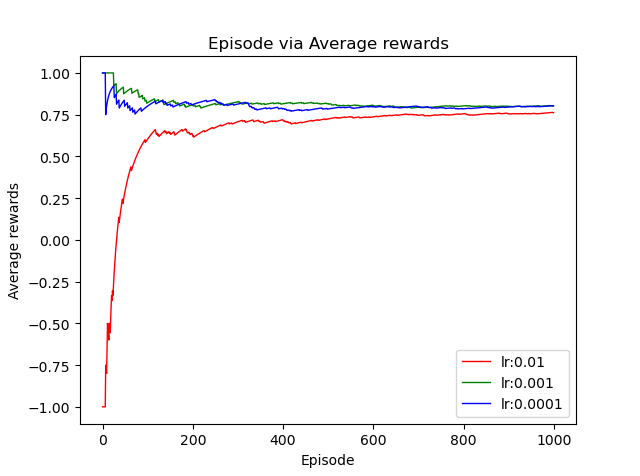 Episode via Average rewards
Average rewards
1.00
0.75
0.50
0.25
0.00
−0.25
−0.50
−0.75
−1.00
lr:0.01
lr:0.001
lr:0.0001
0 200 400 600 800 1000
Episode